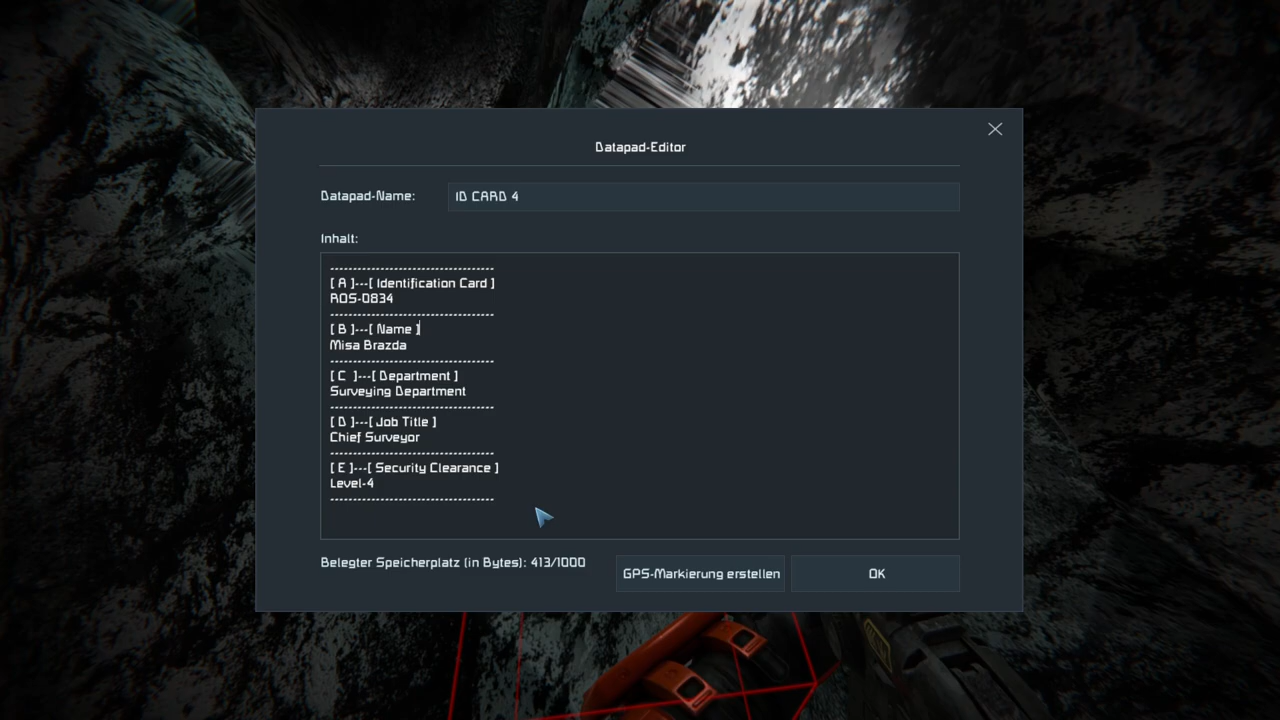 Datapad-Editor
Datapad-Name:
ID CARD 4
Inhalt:
-----------------------------------
[ A ]---[ Identification Card ]
ROS-0834
-----------------------------------
[ B ]---[ Name ]
Misa Brazda
-----------------------------------
[ C  ]---[ Department ]
Surveying Department
-----------------------------------
[ D ]---[ Job Title ]
Chief Surveyor
-----------------------------------
[ E ]---[ Security Clearance ]
Level-4
-----------------------------------
Belegter Speicherplatz (in Bytes): 413/1000
GPS-Markierung erstellen
OK